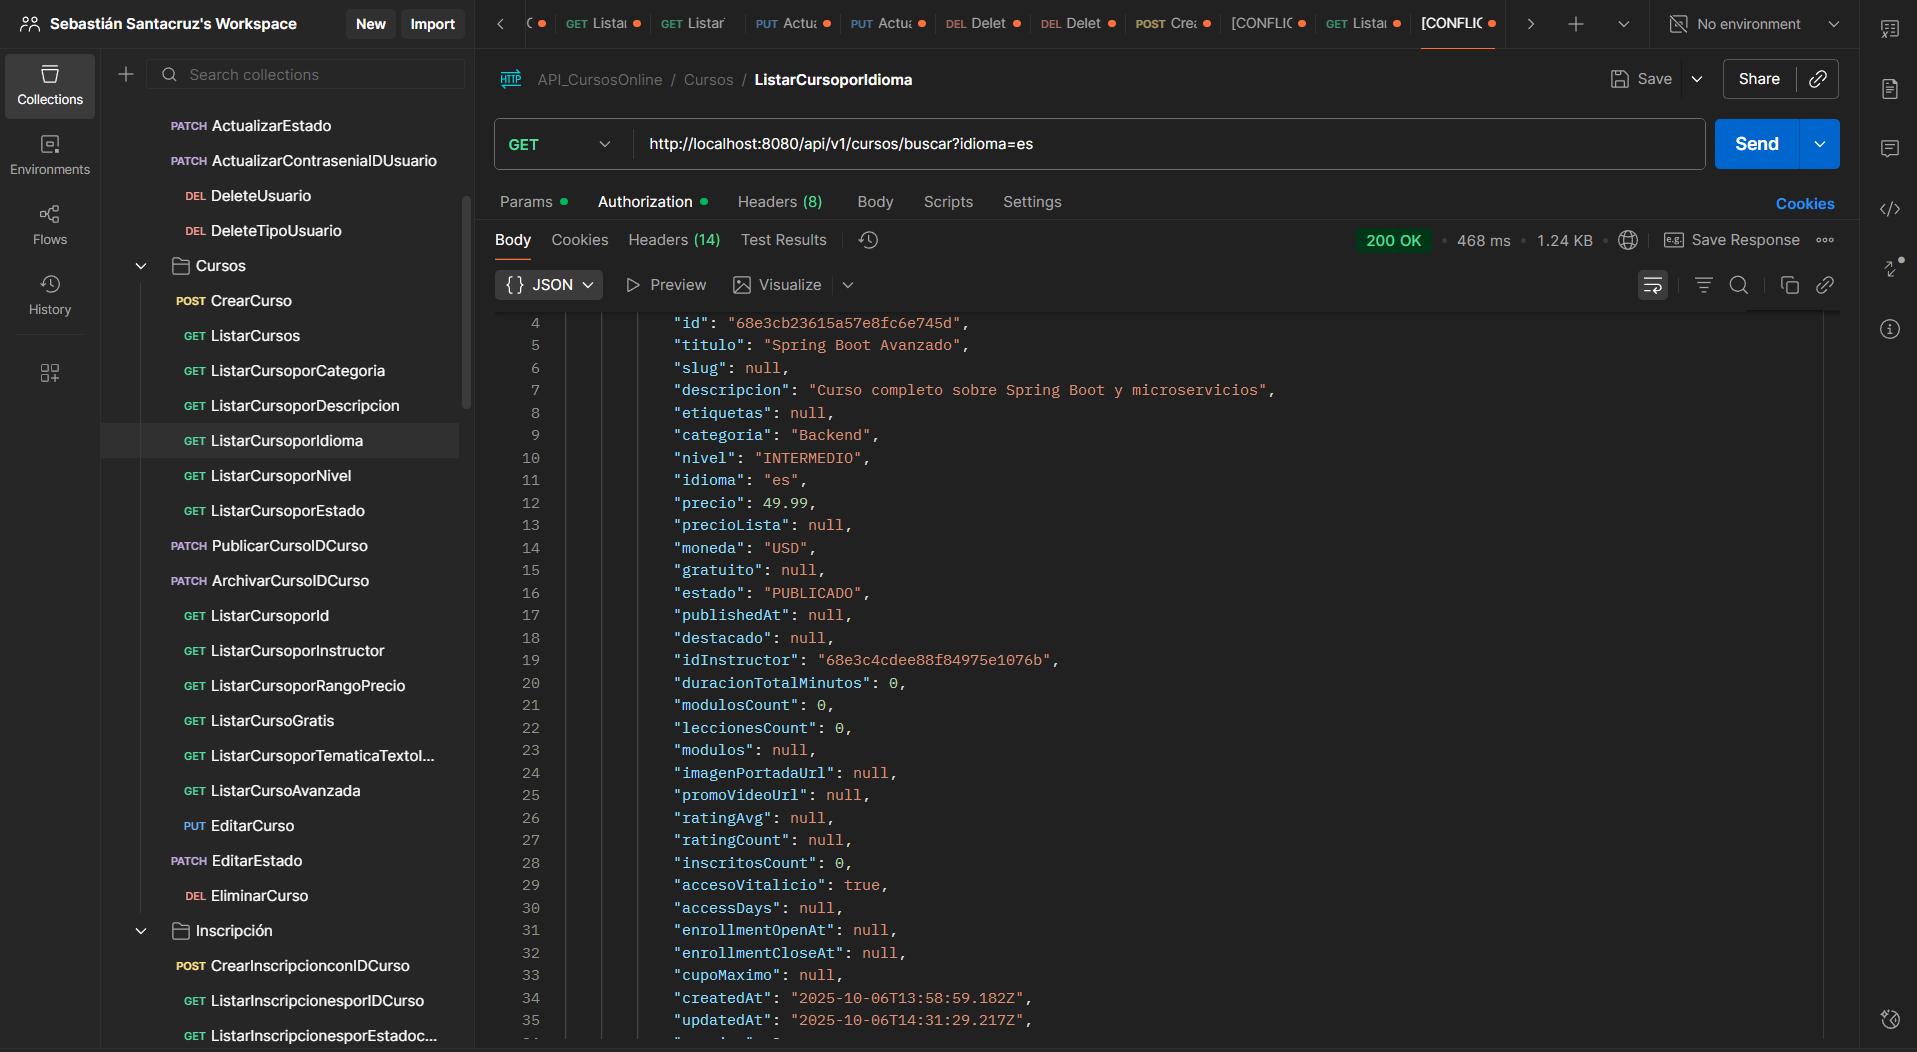 Sebastián Santacruz's Workspace
New
Import
C
GET Listar
GET Listar
PUT Actua
PUT Actua
DEL Delet
DEL Delet
POST Crea
[CONFLIC
GET Listar
[CONFLIC
No environment
Collections
Environments
Flows
History
Search collections
PATCH ActualizarEstado
PATCH ActualizarContraseniaIDUsuario
DEL DeleteUsuario
DEL DeleteTipoUsuario
Cursos
POST CrearCurso
GET ListarCursos
GET ListarCursoporCategoria
GET ListarCursoporDescripcion
GET ListarCursoporIdioma
GET ListarCursoporNivel
GET ListarCursoporEstado
PATCH PublicarCursoIDCurso
PATCH ArchivarCursoIDCurso
GET ListarCursoporId
GET ListarCursoporInstructor
GET ListarCursoporRangoPrecio
GET ListarCursoGratis
GET ListarCursoporTematicaTextoI...
GET ListarCursoAvanzada
PUT EditarCurso
PATCH EditarEstado
DEL EliminarCurso
Inscripción
POST CrearInscripcionconIDCurso
GET ListarInscripcionesporIDCurso
GET ListarInscripcionesporEstadoc...
HTTP API_CursosOnline / Cursos / ListarCursoporIdioma
Save
Share
GET http://localhost:8080/api/v1/cursos/buscar?idioma=es
Send
Params Authorization Headers (8) Body Scripts Settings
Cookies
Body Cookies Headers (14) Test Results
200 OK • 468 ms • 1.24 KB
e.g. Save Response
{} JSON Preview Visualize
4 "id": "68e3cb23615a57e8fc6e745d",
5 "titulo": "Spring Boot Avanzado",
6 "slug": null,
7 "descripcion": "Curso completo sobre Spring Boot y microservicios",
8 "etiquetas": null,
9 "categoria": "Backend",
10 "nivel": "INTERMEDIO",
11 "idioma": "es",
12 "precio": 49.99,
13 "precioLista": null,
14 "moneda": "USD",
15 "gratuito": null,
16 "estado": "PUBLICADO",
17 "publishedAt": null,
18 "destacado": null,
19 "idInstructor": "68e3c4cdee88f84975e1076b",
20 "duracionTotalMinutos": 0,
21 "modulosCount": 0,
22 "leccionesCount": 0,
23 "modulos": null,
24 "imagenPortadaUrl": null,
25 "promoVideoUrl": null,
26 "ratingAvg": null,
27 "ratingCount": null,
28 "inscritosCount": 0,
29 "accesoVitalicio": true,
30 "accessDays": null,
31 "enrollmentOpenAt": null,
32 "enrollmentCloseAt": null,
33 "cupoMaximo": null,
34 "createdAt": "2025-10-06T13:58:59.182Z",
35 "updatedAt": "2025-10-06T14:31:29.217Z",